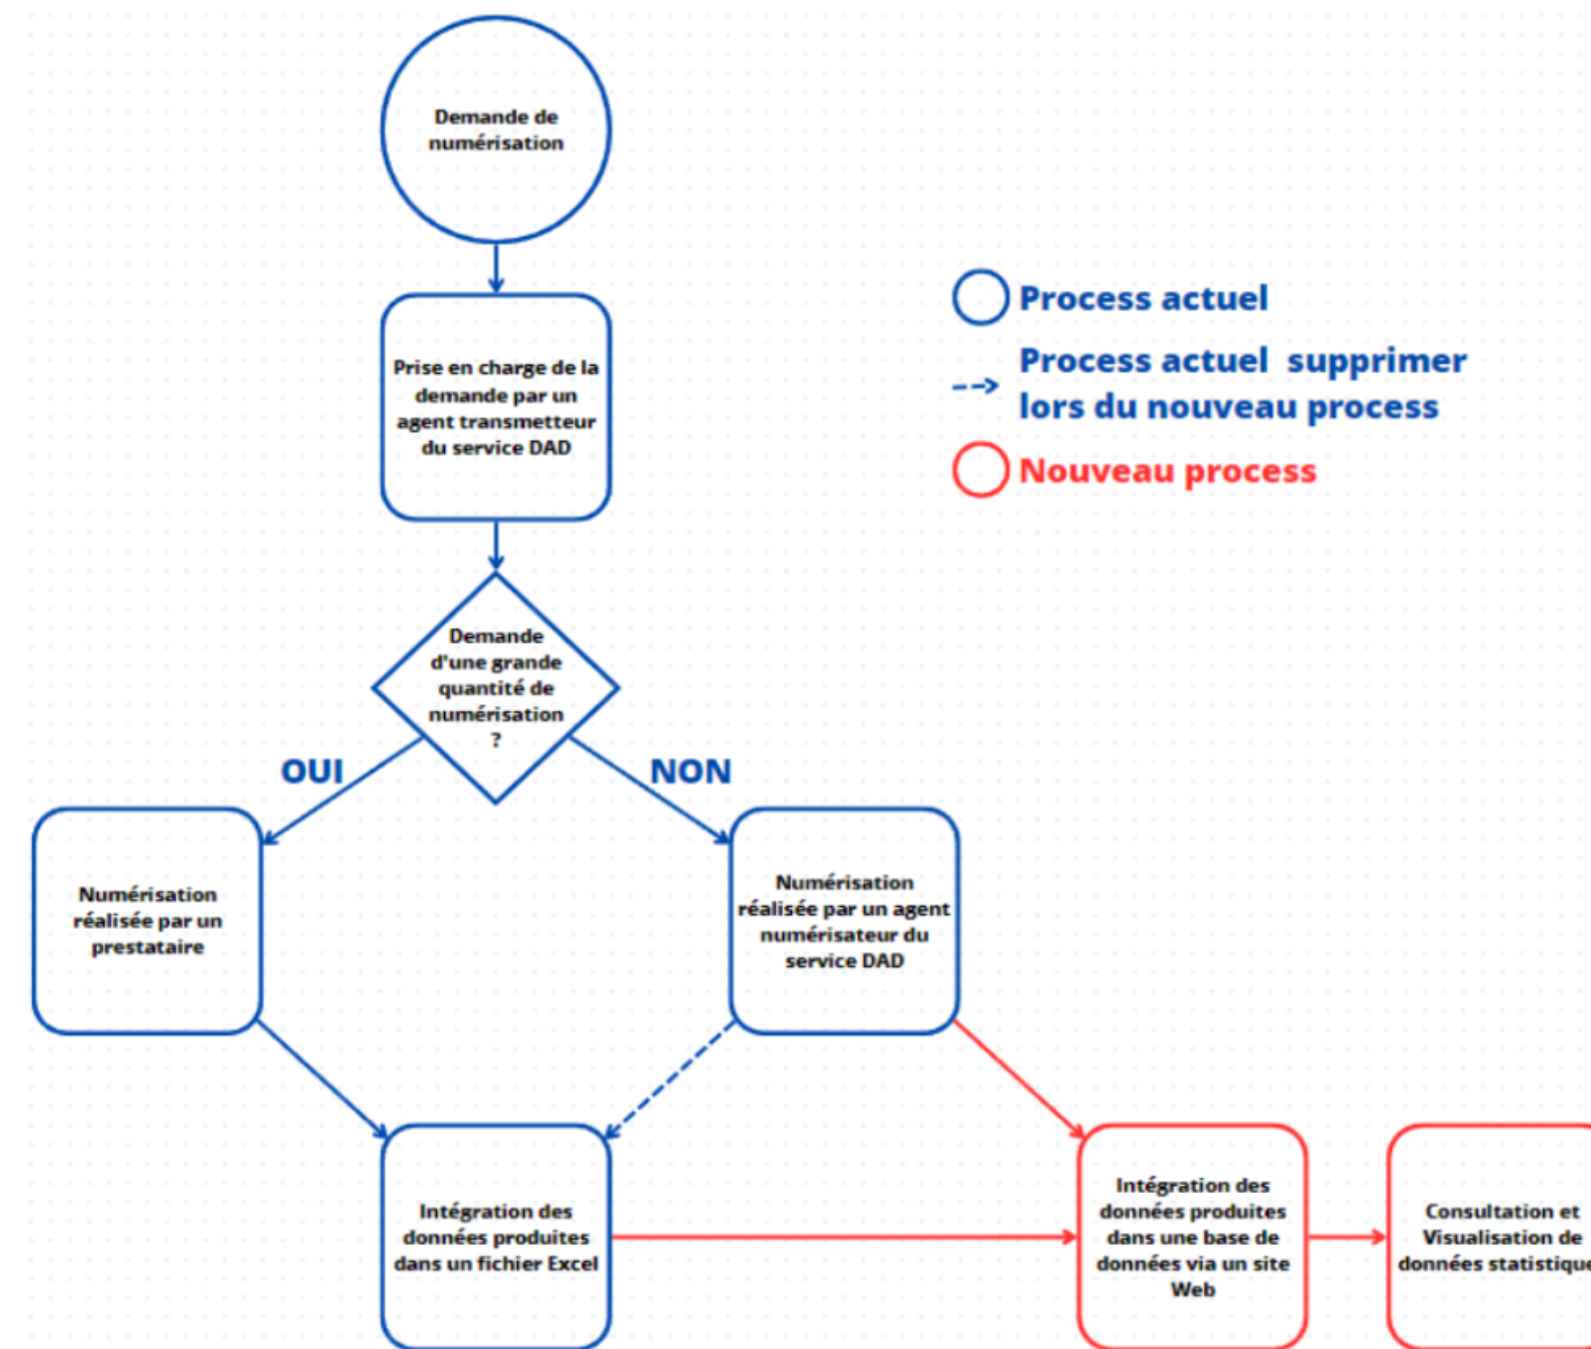 Demande de
numérisation
Prise en charge de la
demande par un
agent transmetteur
du service DAD
Process actuel
Process actuel  supprimer
lors du nouveau process
Nouveau process
Demande
d'une grande
quantité de
numérisation
?
OUI
NON
Numérisation
réalisée par un
prestataire
Numérisation
réalisée par un agent
numérisateur du
service DAD
Intégration des
données produites
dans un fichier Excel
Intégration des
données produites
dans une base de
données via un site
Web
Consultation et
Visualisation de
données statistique